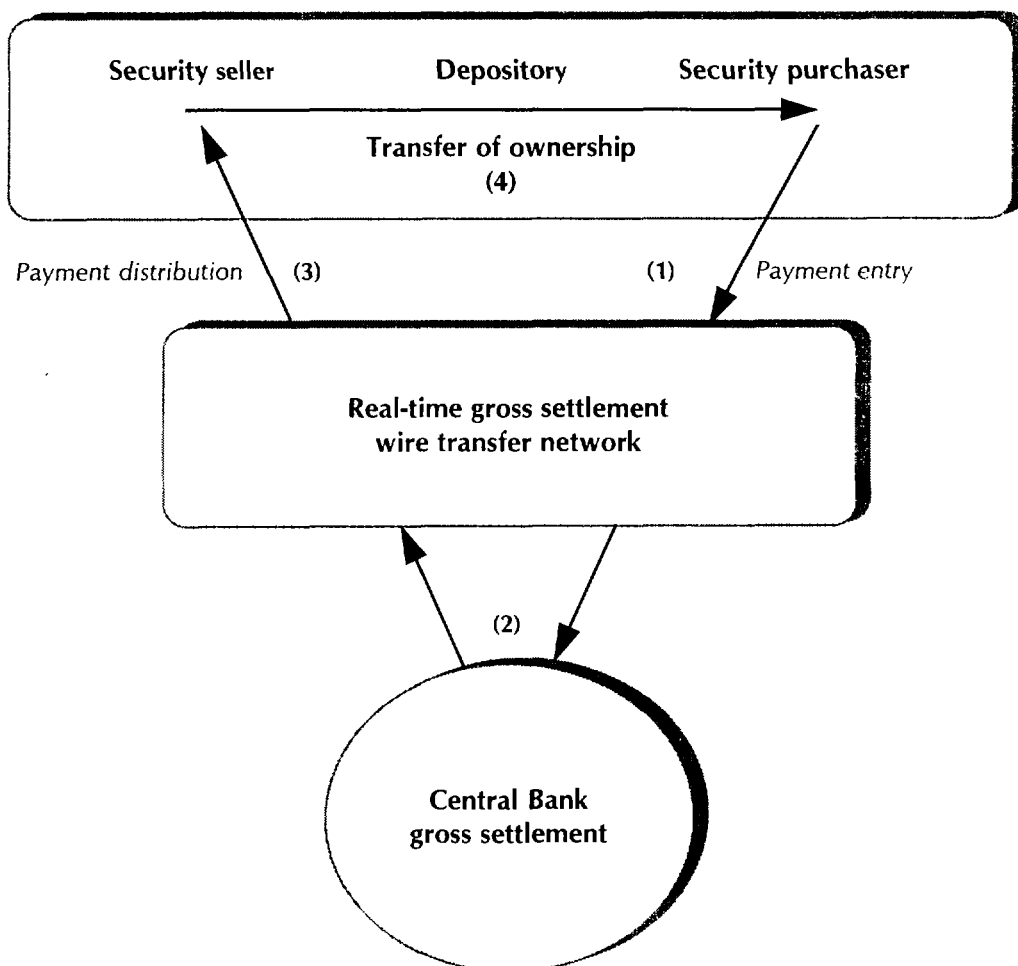 Security seller
Depository
Security purchaser
Transfer of ownership
(4)
Payment distribution
(3)
(1)
Payment entry
Real-time gross settlement
wire transfer network
(2)
Central Bank
gross settlement